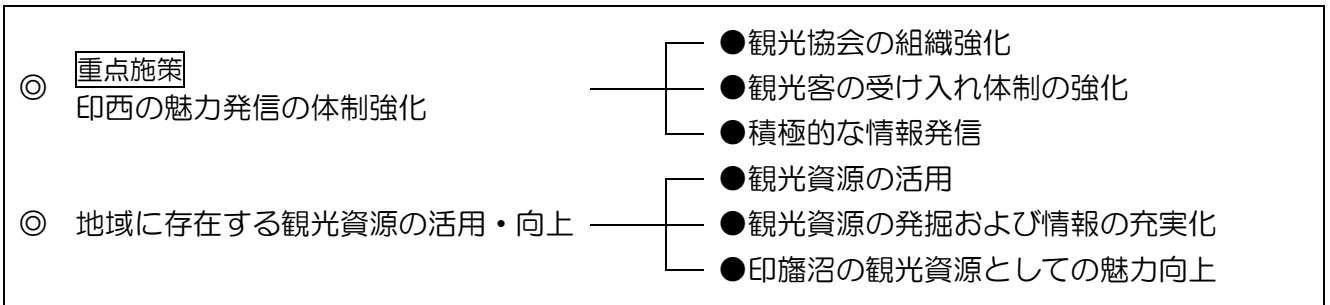 重点施策
◎ 印西の魅力発信の体制強化
●観光協会の組織強化
●観光客の受け入れ体制の強化
●積極的な情報発信
◎ 地域に存在する観光資源の活用・向上
●観光資源の活用
●観光資源の発掘および情報の充実化
●印旛沼の観光資源としての魅力向上